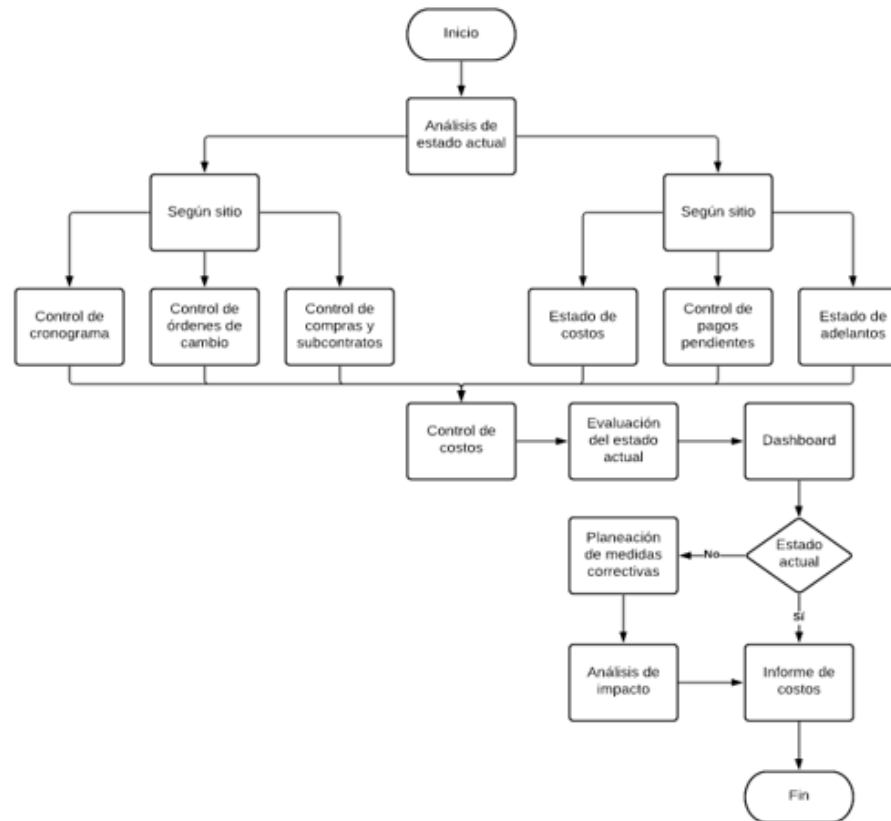 Inicio
Análisis de
estado actual
Según sitio
Según sitio
Control de
cronograma
Control de
órdenes de
cambio
Control de
compras y
subcontratos
Estado de
costos
Control de
pagos
pendientes
Estado de
adelantos
Control de
costos
Evaluación
del estado
actual
Dashboard
Planeación
de medidas
correctivas
No
Estado
actual
Sí
Análisis de
impacto
Informe de
costos
Fin